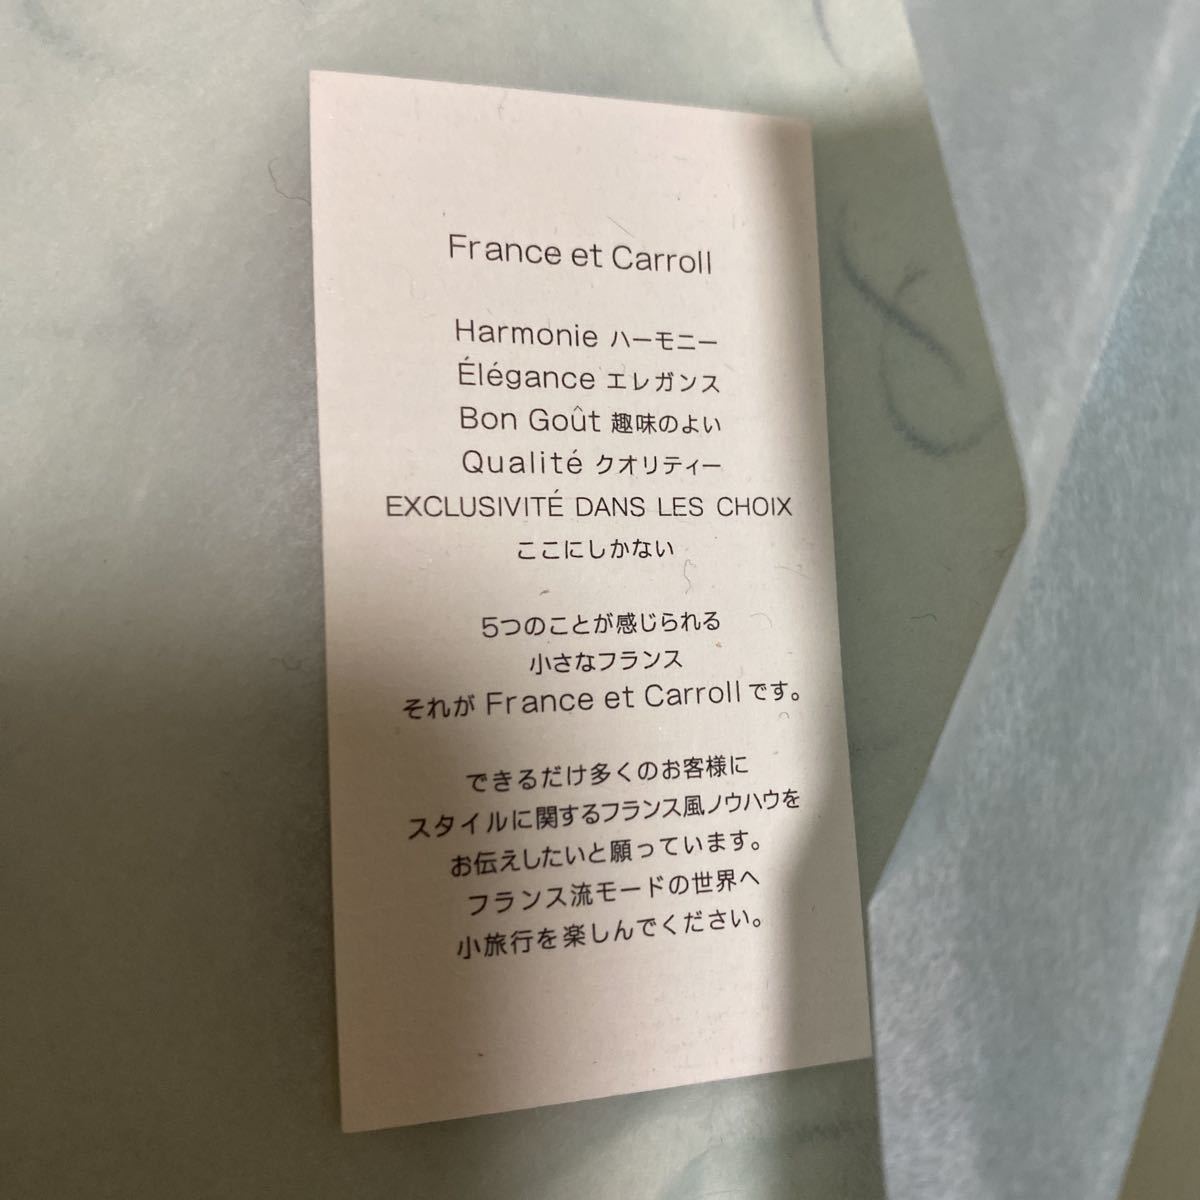 France et Carroll
Harmonie ハーモニー
Élégance エレガンス
Bon Goût 趣味のよい
Qualité クオリティー
EXCLUSIVITÉ DANS LES CHOIX
ここにしかない
5つのことが感じられる
小さなフランス
それが France et Carroll です。
できるだけ多くのお客様に
スタイルに関するフランス風ノウハウを
お伝えしたいと願っています。
フランス流モードの世界へ
小旅行を楽しんでください。